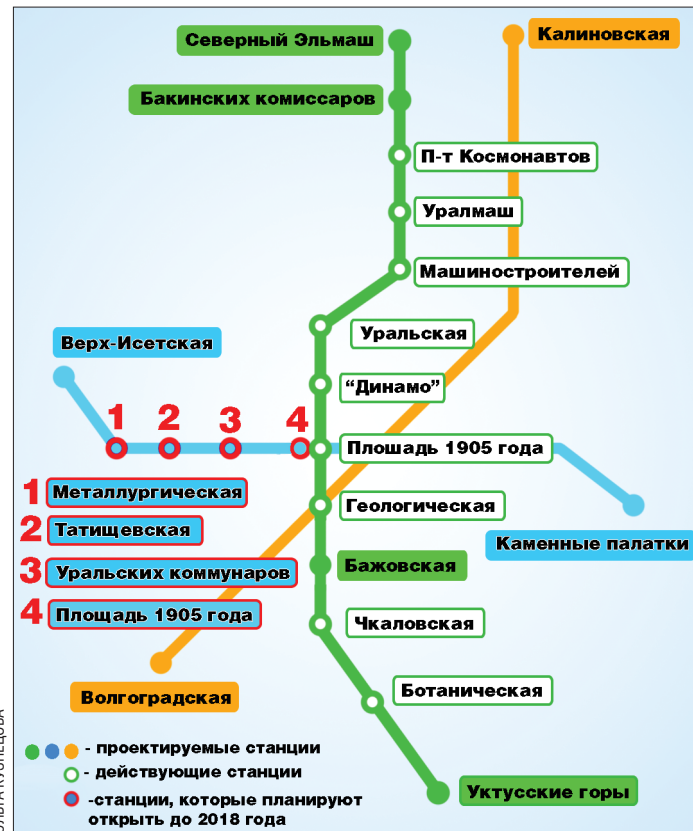 Северный Эльмаш
Калиновская
Бакинских комиссаров
П-т Космонавтов
Уралмаш
Машиностроителей
Уральская
Верх-Исетская
“Динамо”
1 2 3 4
Плошадь 1905 года
1 Металлургическая
Геологическая
2 Татищевская
Каменные палатки
3 Уральских коммунаров
Бажовская
4 Площадь 1905 года
Чкаловская
Волгоградская
Ботаническая
- проектируемые станции
- действующие станции
Уктусские горы
-станции, которые планируют
открыть до 2018 года